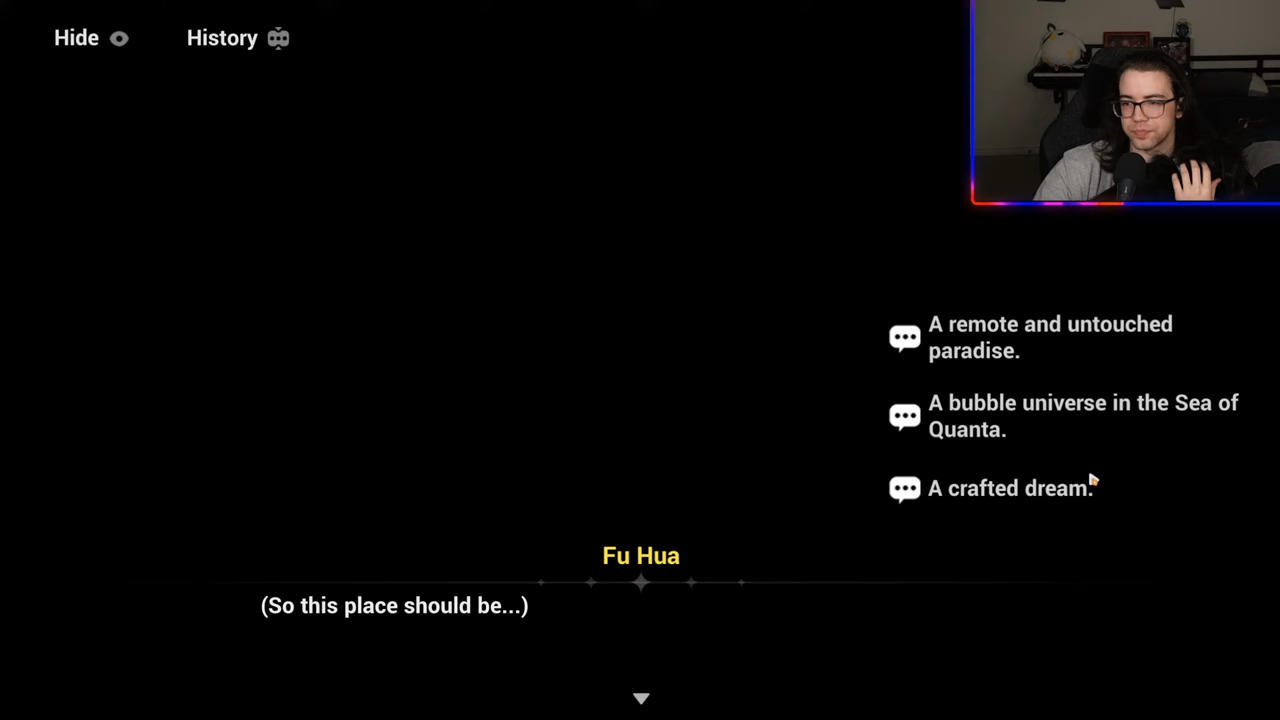 Hide
History
A remote and untouched
paradise.
A bubble universe in the Sea of
Quanta.
A crafted dream.
Fu Hua
(So this place should be...)